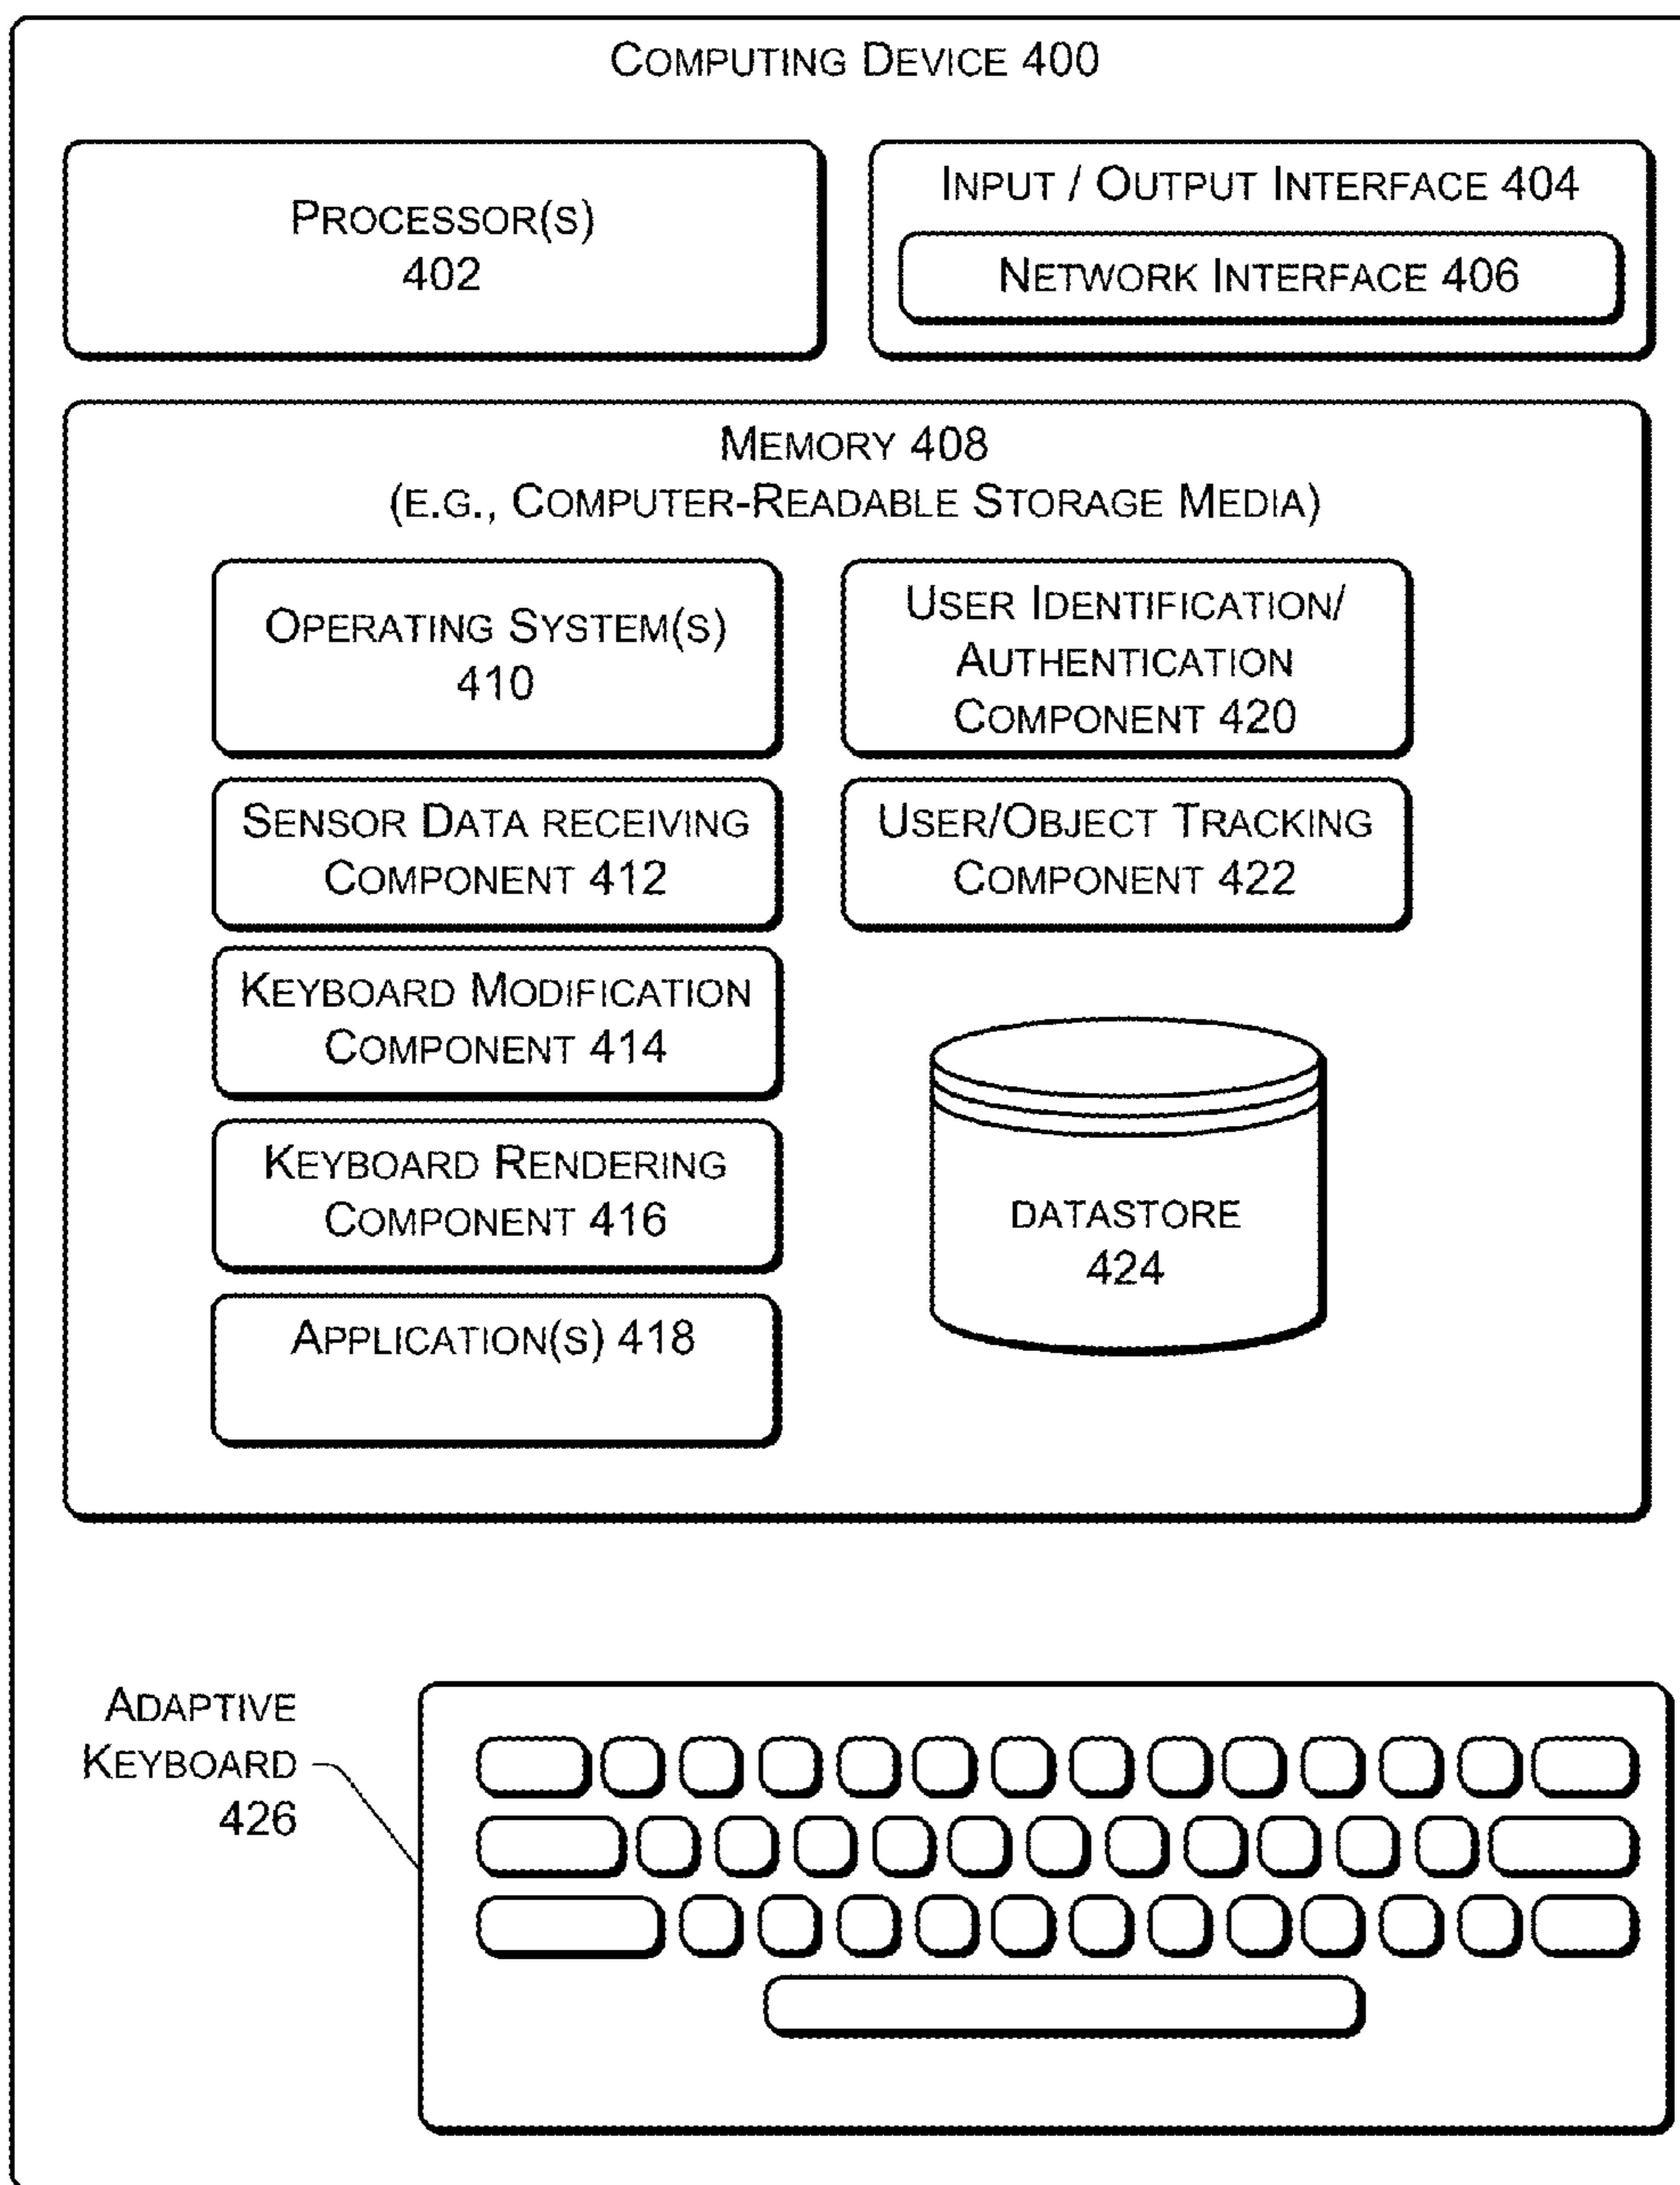 COMPUTING DEVICE 400
PROCESSOR(S)
402
INPUT / OUTPUT INTERFACE 404
NETWORK INTERFACE 406
MEMORY 408
(E.G., COMPUTER-READABLE STORAGE MEDIA)
OPERATING SYSTEM(S)
410
SENSOR DATA RECEIVING
COMPONENT 412
KEYBOARD MODIFICATION
COMPONENT 414
KEYBOARD RENDERING
COMPONENT 416
APPLICATION(S) 418
USER IDENTIFICATION/
AUTHENTICATION
COMPONENT 420
USER/OBJECT TRACKING
COMPONENT 422
DATASTORE
424
ADAPTIVE
KEYBOARD
426